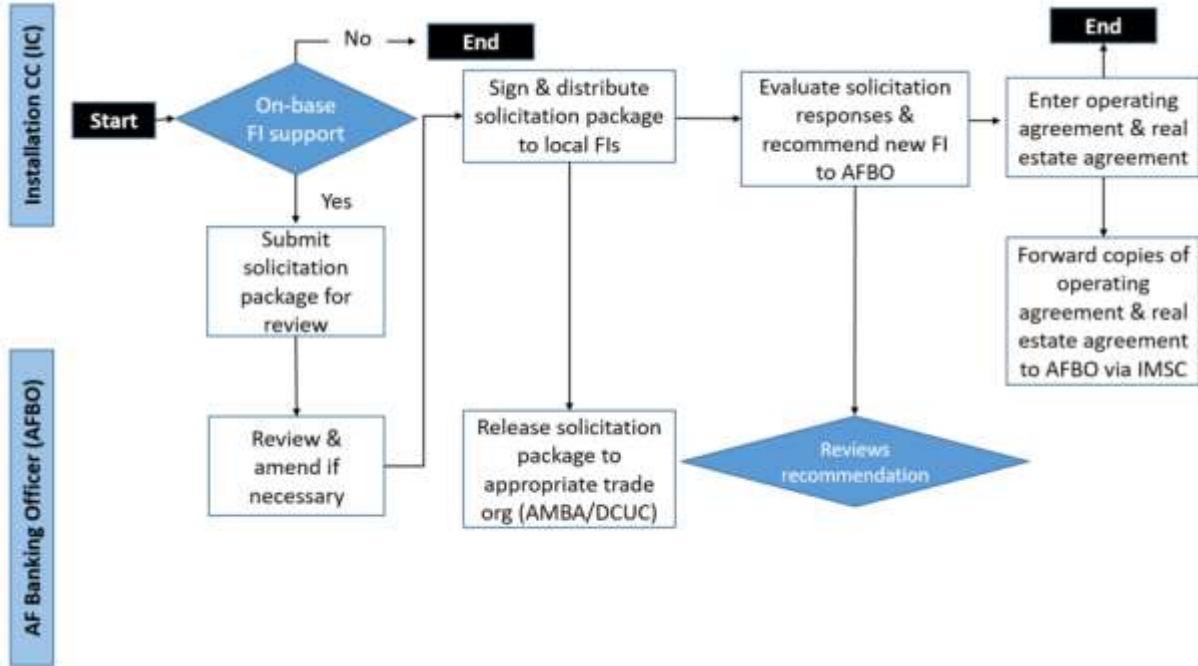 Installation CC (IC)
Start
On-base
FI support
No
End
Yes
Submit
solicitation
package for
review
Sign & distribute
solicitation package
to local FIs
Evaluate solicitation
responses &
recommend new FI
to AFBO
End
Enter operating
agreement & real
estate agreement
Forward copies of
operating
agreement & real
estate agreement
to AFBO via IMSC
AF Banking Officer (AFBO)
Review &
amend if
necessary
Release solicitation
package to
appropriate trade
org (AMBA/DCUC)
Reviews
recommendation